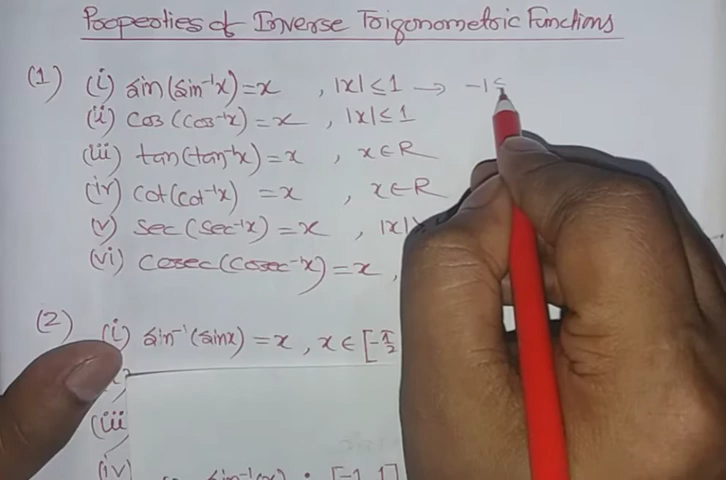 Properties of Inverse Trigonometric Functions
(1) (i) sin(sin⁻¹x)=x , |x|≤1 → -1≤
(ii) cos(cos⁻¹x)=x , |x|≤1
(iii) tan(tan⁻¹x)=x , x∈R
(iv) cot(cot⁻¹x) =x , x∈R
(v) sec(sec⁻¹x)=x , |x|
(vi) cosec(cosec⁻¹x)=x ,
(2) (i) sin⁻¹(sinx)=x , x∈[-π/2
(iii
(iv)
[-1,1]